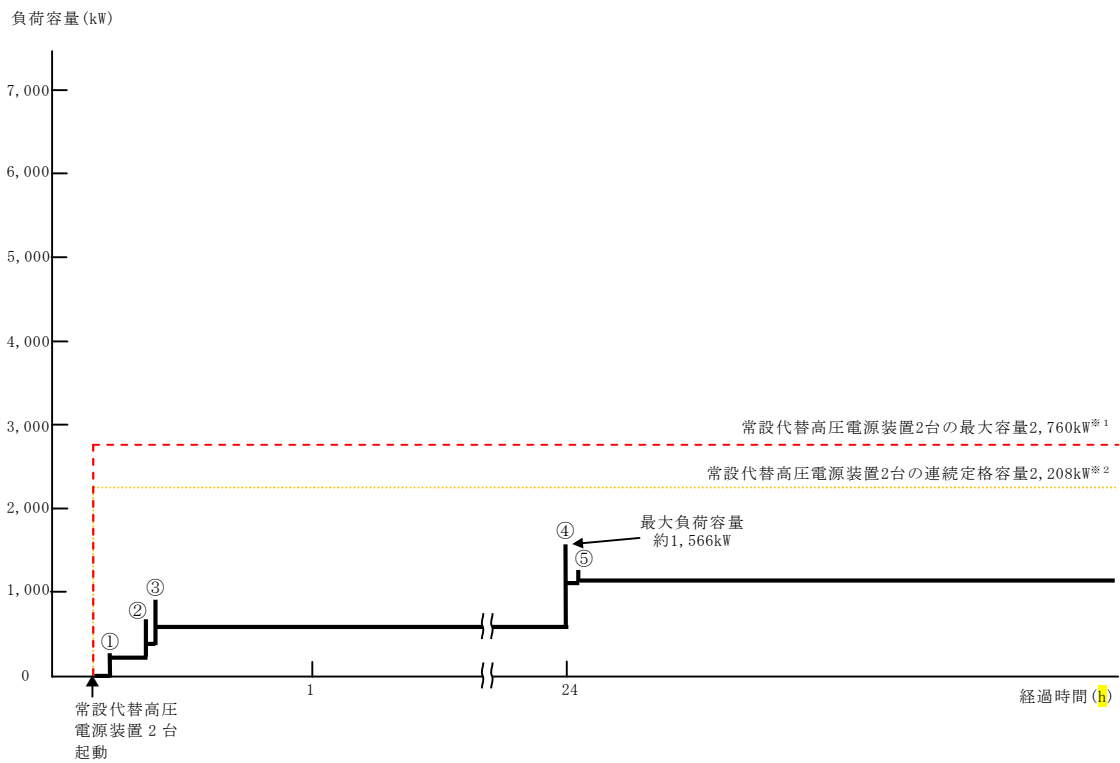 負荷容量(kW)
7,000
6,000
5,000
4,000
3,000
常設代替高圧電源装置2台の最大容量2,760kW※1
常設代替高圧電源装置2台の連続定格容量2,208kW※2
2,000
④
最大負荷容量
約1,566kW
⑤
1,000
③
②
①
0
1
24
経過時間(h)
常設代替高圧
電源装置2台
起動